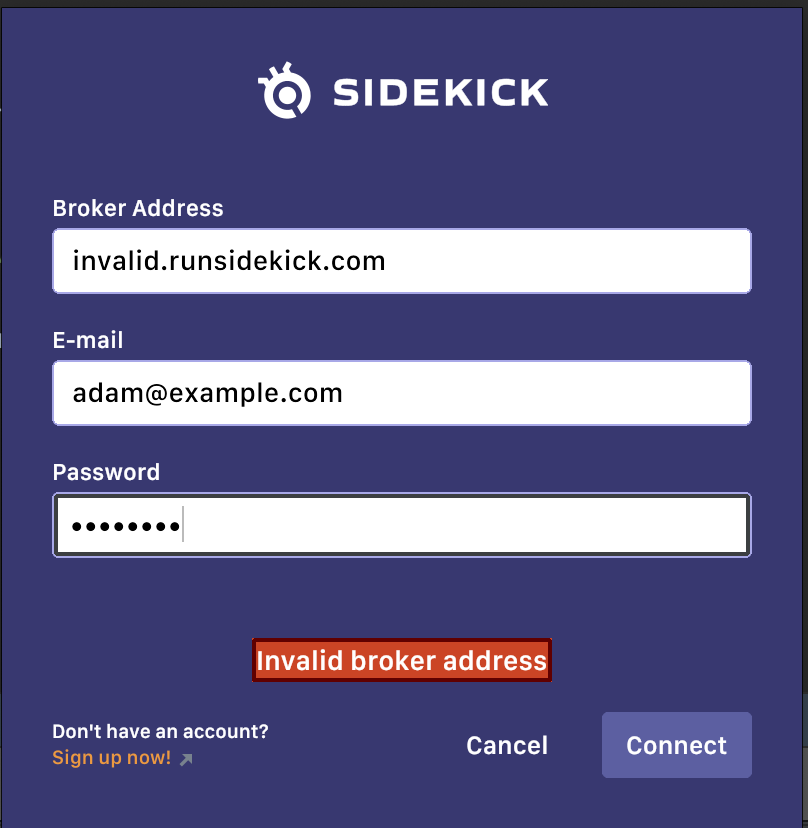 SIDEKICK
Broker Address
invalid.runsidekick.com
E-mail
adam@example.com
Password
••••••••
Invalid broker address
Don't have an account?
Sign up now!
Cancel
Connect